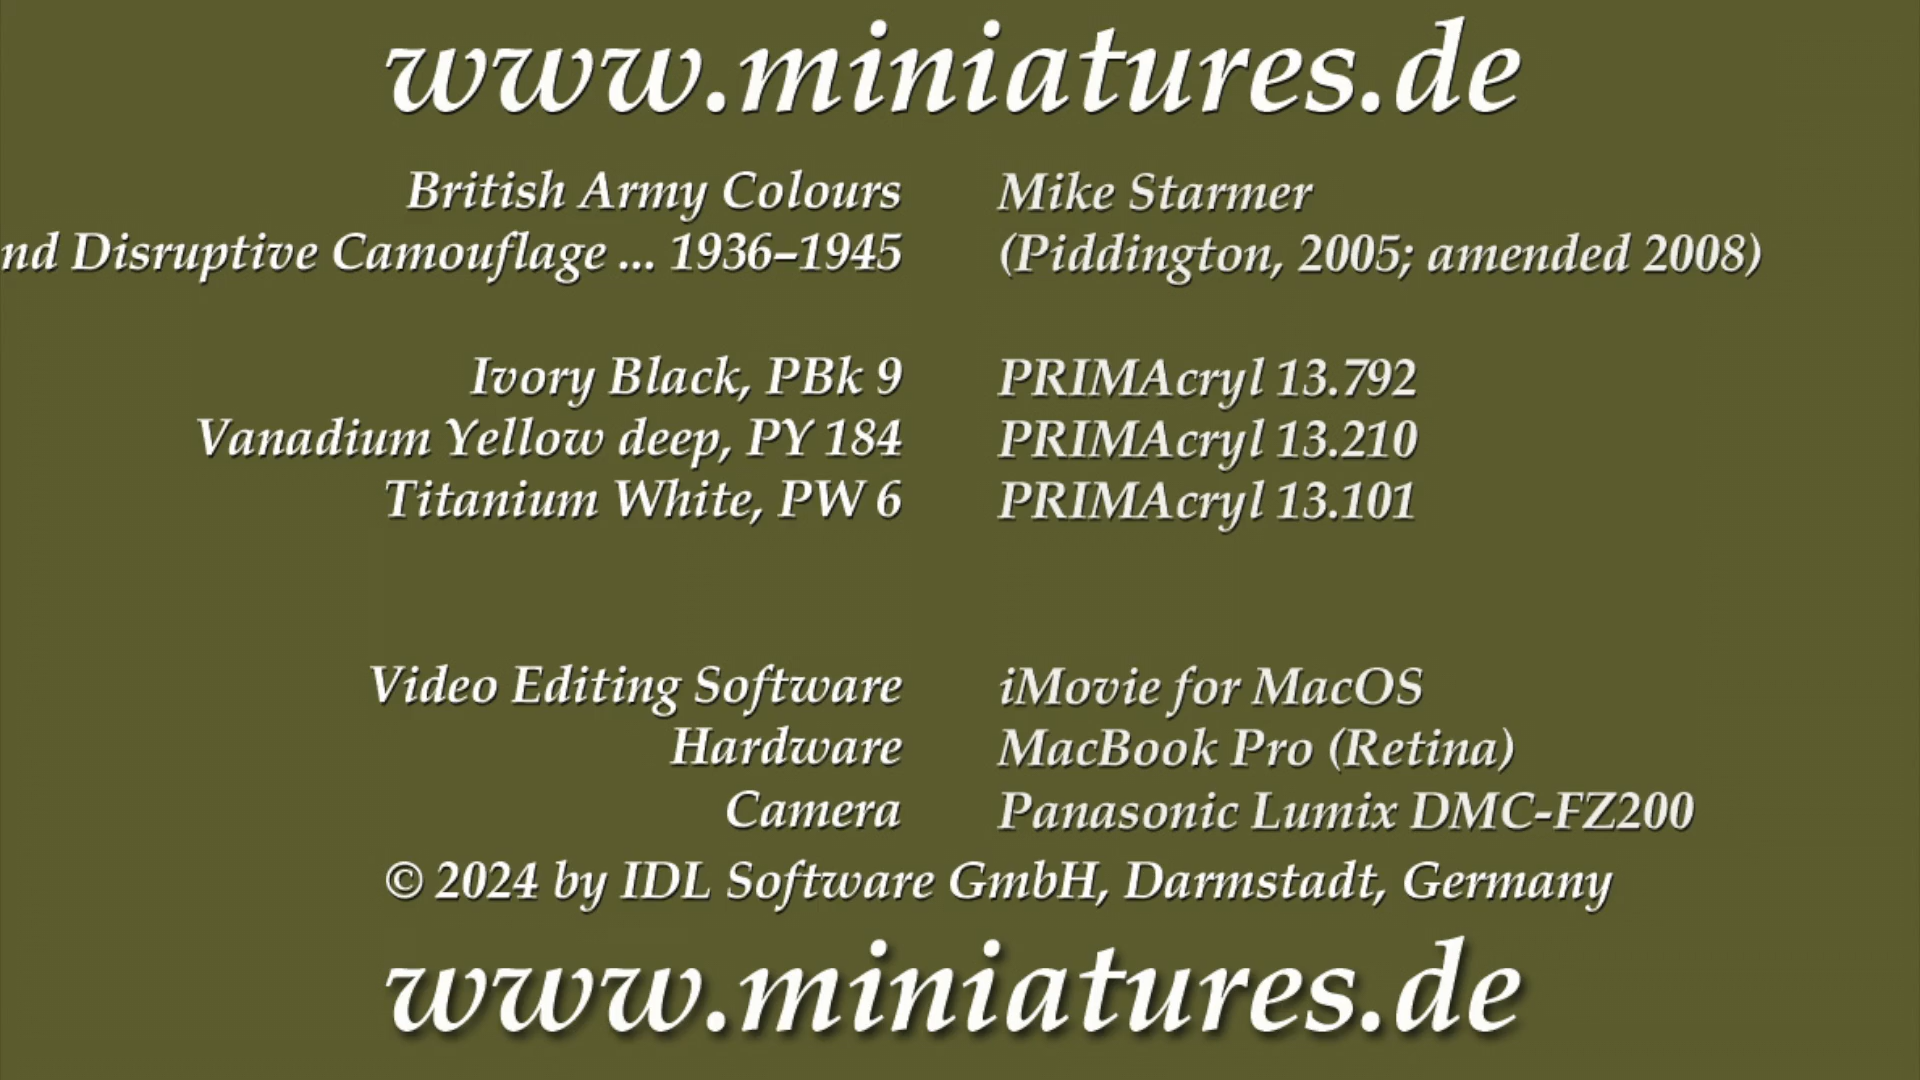 www.miniatures.de
British Army Colours Mike Starmer
nd Disruptive Camouflage ... 1936–1945 (Piddington, 2005; amended 2008)
Ivory Black, PBk 9 PRIMAcryl 13.792
Vanadium Yellow deep, PY 184 PRIMAcryl 13.210
Titanium White, PW 6 PRIMAcryl 13.101
Video Editing Software iMovie for MacOS
Hardware MacBook Pro (Retina)
Camera Panasonic Lumix DMC-FZ200
© 2024 by IDL Software GmbH, Darmstadt, Germany
www.miniatures.de